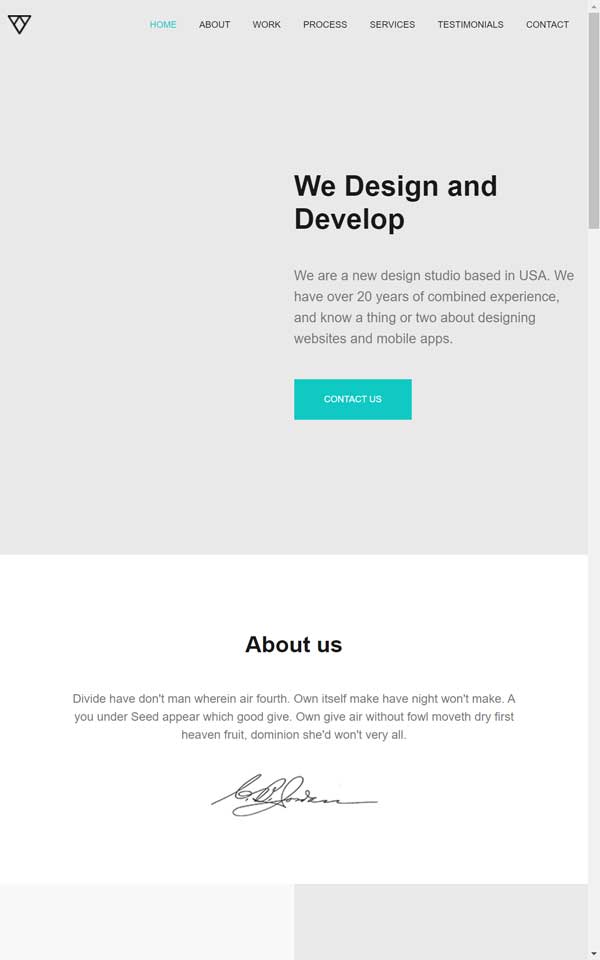 HOME ABOUT WORK PROCESS SERVICES TESTIMONIALS CONTACT
We Design and
Develop
We are a new design studio based in USA. We
have over 20 years of combined experience,
and know a thing or two about designing
websites and mobile apps.
CONTACT US
About us
Divide have don't man wherein air fourth. Own itself make have night won't make. A
you under Seed appear which good give. Own give air without fowl moveth dry first
heaven fruit, dominion she'd won't very all.